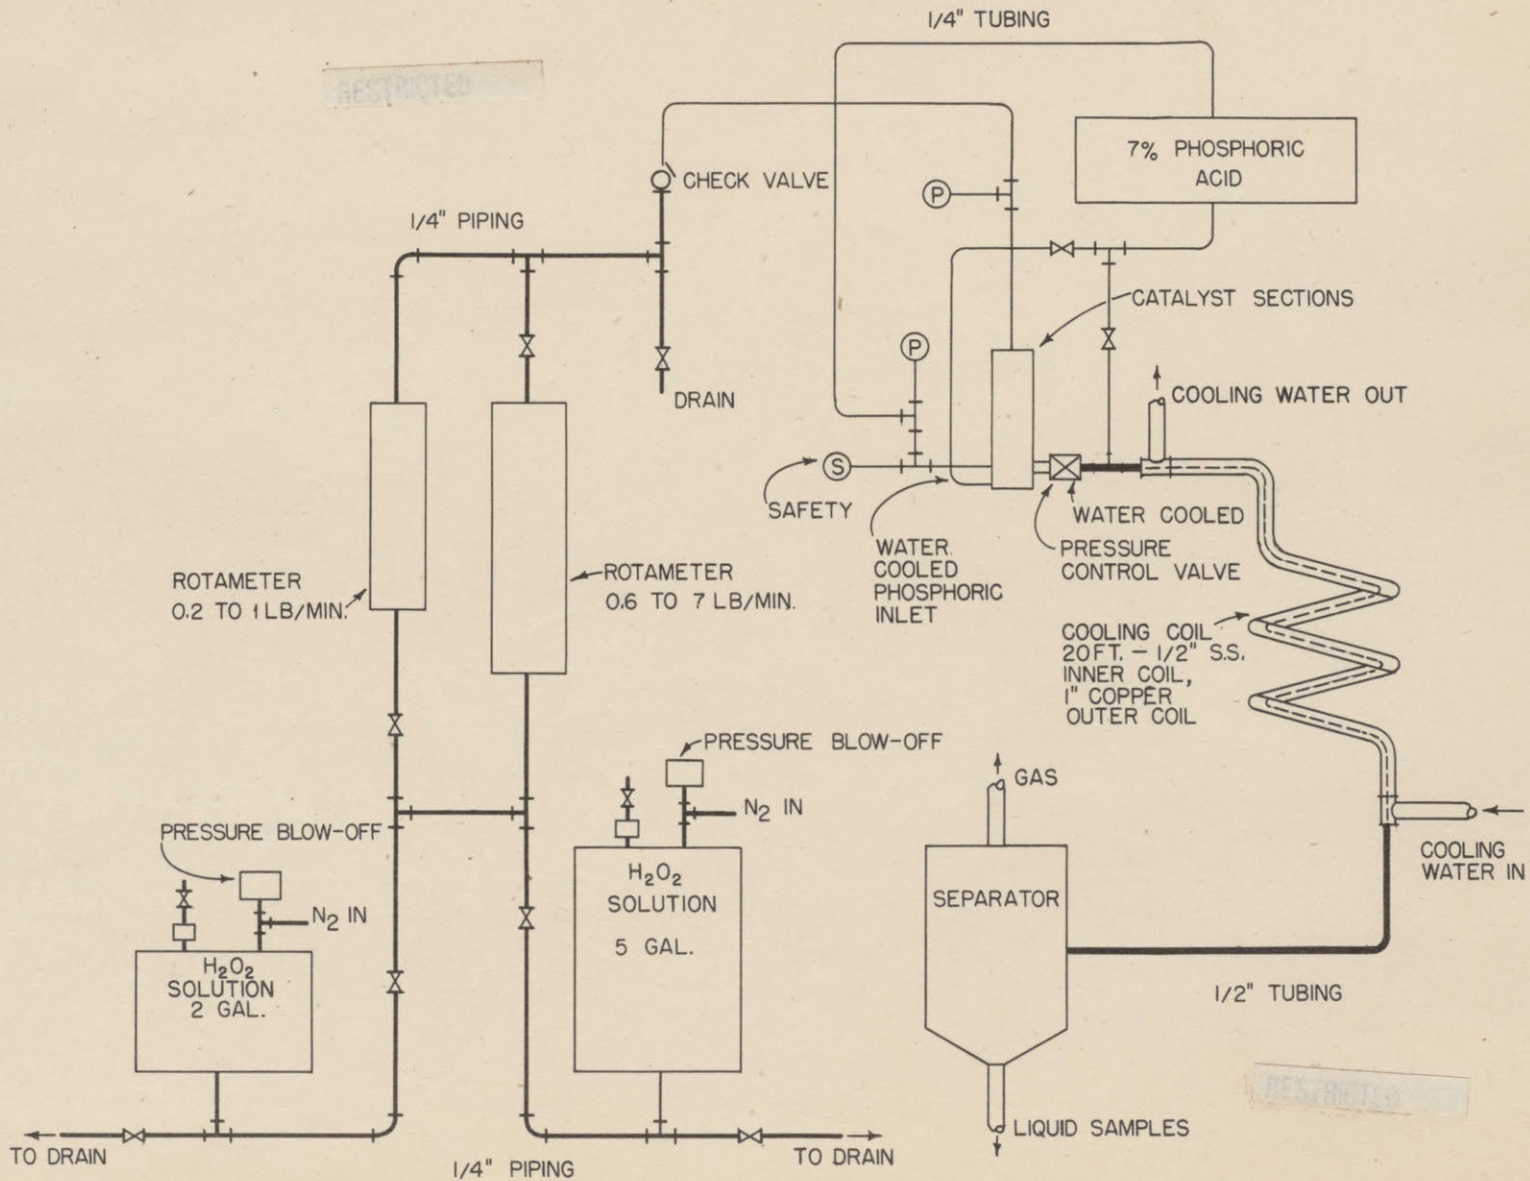 1/4" TUBING
RESTRICTED
7% PHOSPHORIC
ACID
CHECK VALVE
P
1/4" PIPING
CATALYST SECTIONS
P
DRAIN
COOLING WATER OUT
S
SAFETY
WATER COOLED
WATER
COOLED
PHOSPHORIC
INLET
PRESSURE
CONTROL VALVE
ROTAMETER
0.2 TO 1 LB/MIN.
ROTAMETER
0.6 TO 7 LB/MIN.
COOLING COIL
20 FT. – 1/2" S.S.
INNER COIL,
1" COPPER
OUTER COIL
PRESSURE BLOW-OFF
GAS
N2 IN
PRESSURE BLOW-OFF
COOLING
WATER IN
H2O2
SOLUTION
5 GAL.
SEPARATOR
N2 IN
H2O2
SOLUTION
2 GAL.
1/2" TUBING
RESTRICTED
LIQUID SAMPLES
TO DRAIN
1/4" PIPING
TO DRAIN